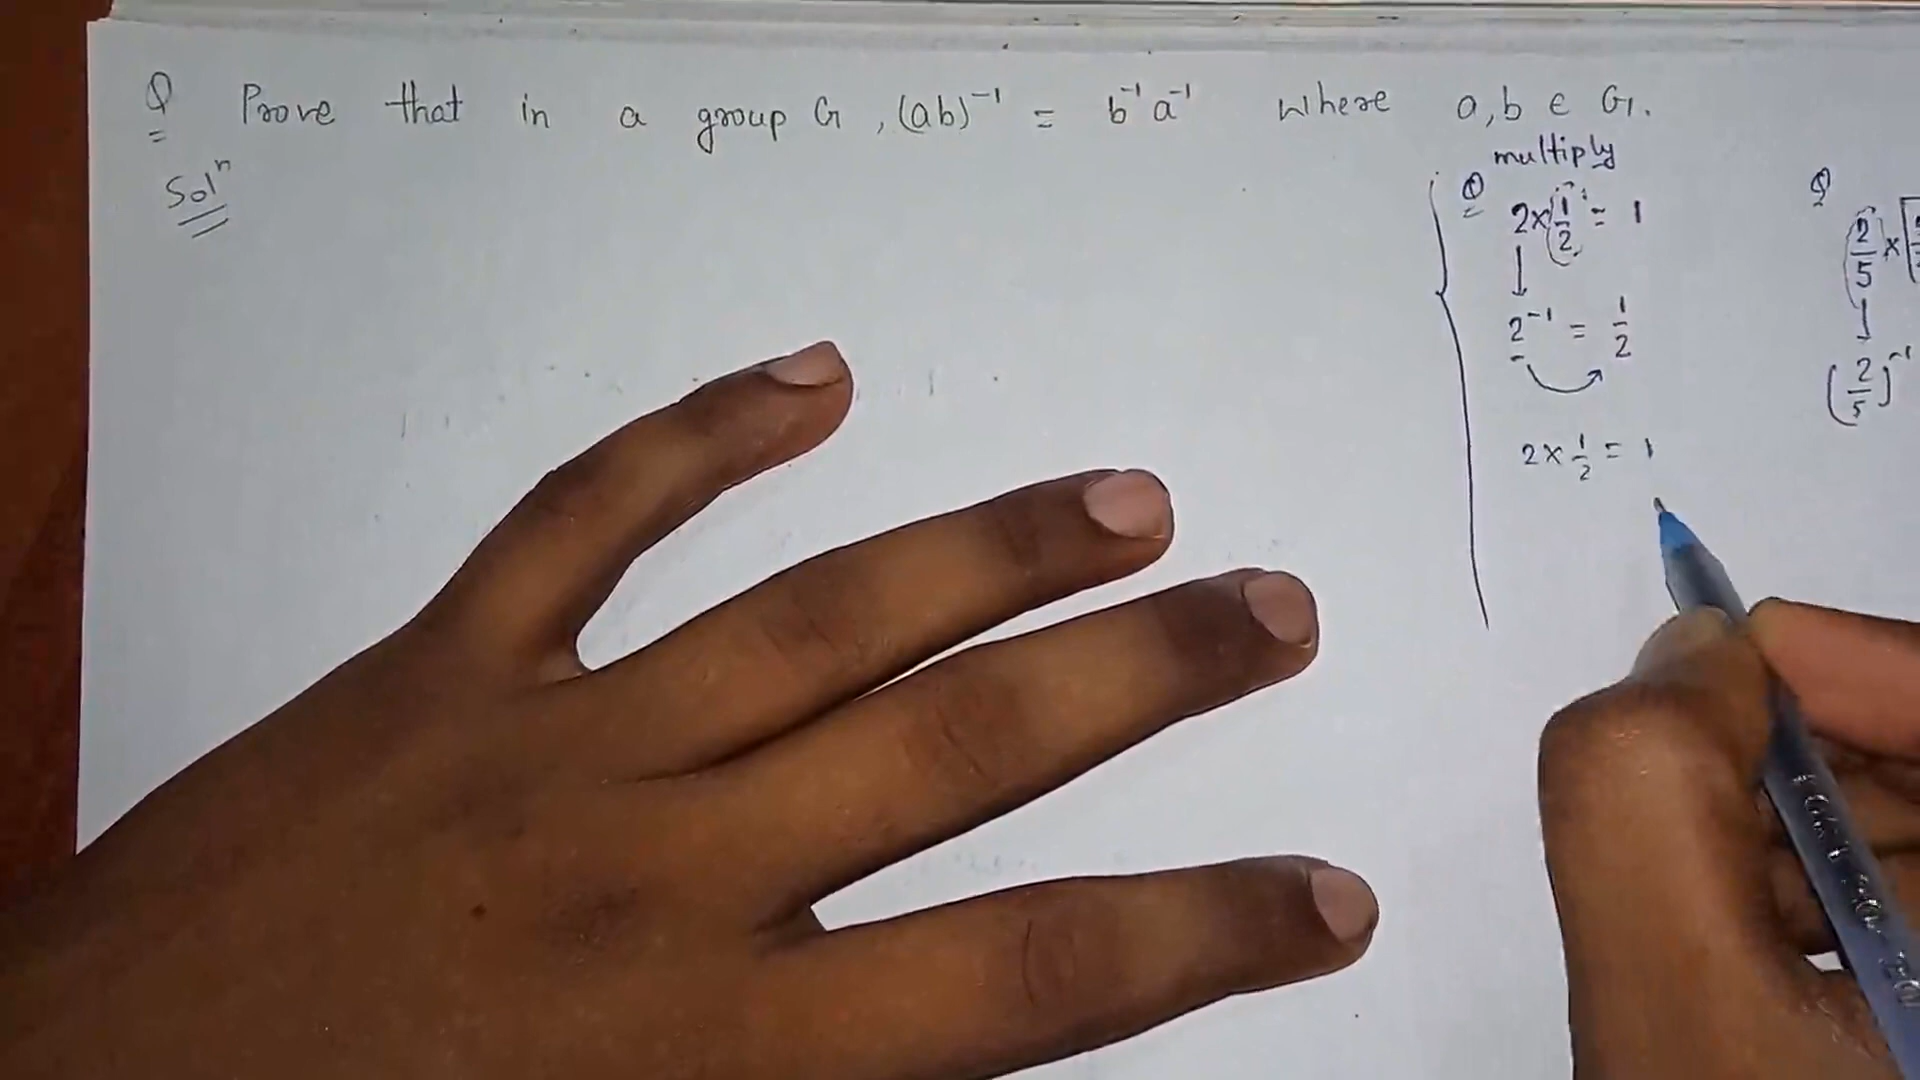 Q Prove that in a group G, (ab)⁻¹ = b⁻¹a⁻¹ where a,b ∈ G.
Solⁿ
multiply
Q 2×1/2 = 1
2⁻¹ = 1/2
2×1/2 = 1
Q
2/5 ×
(2/5)⁻¹